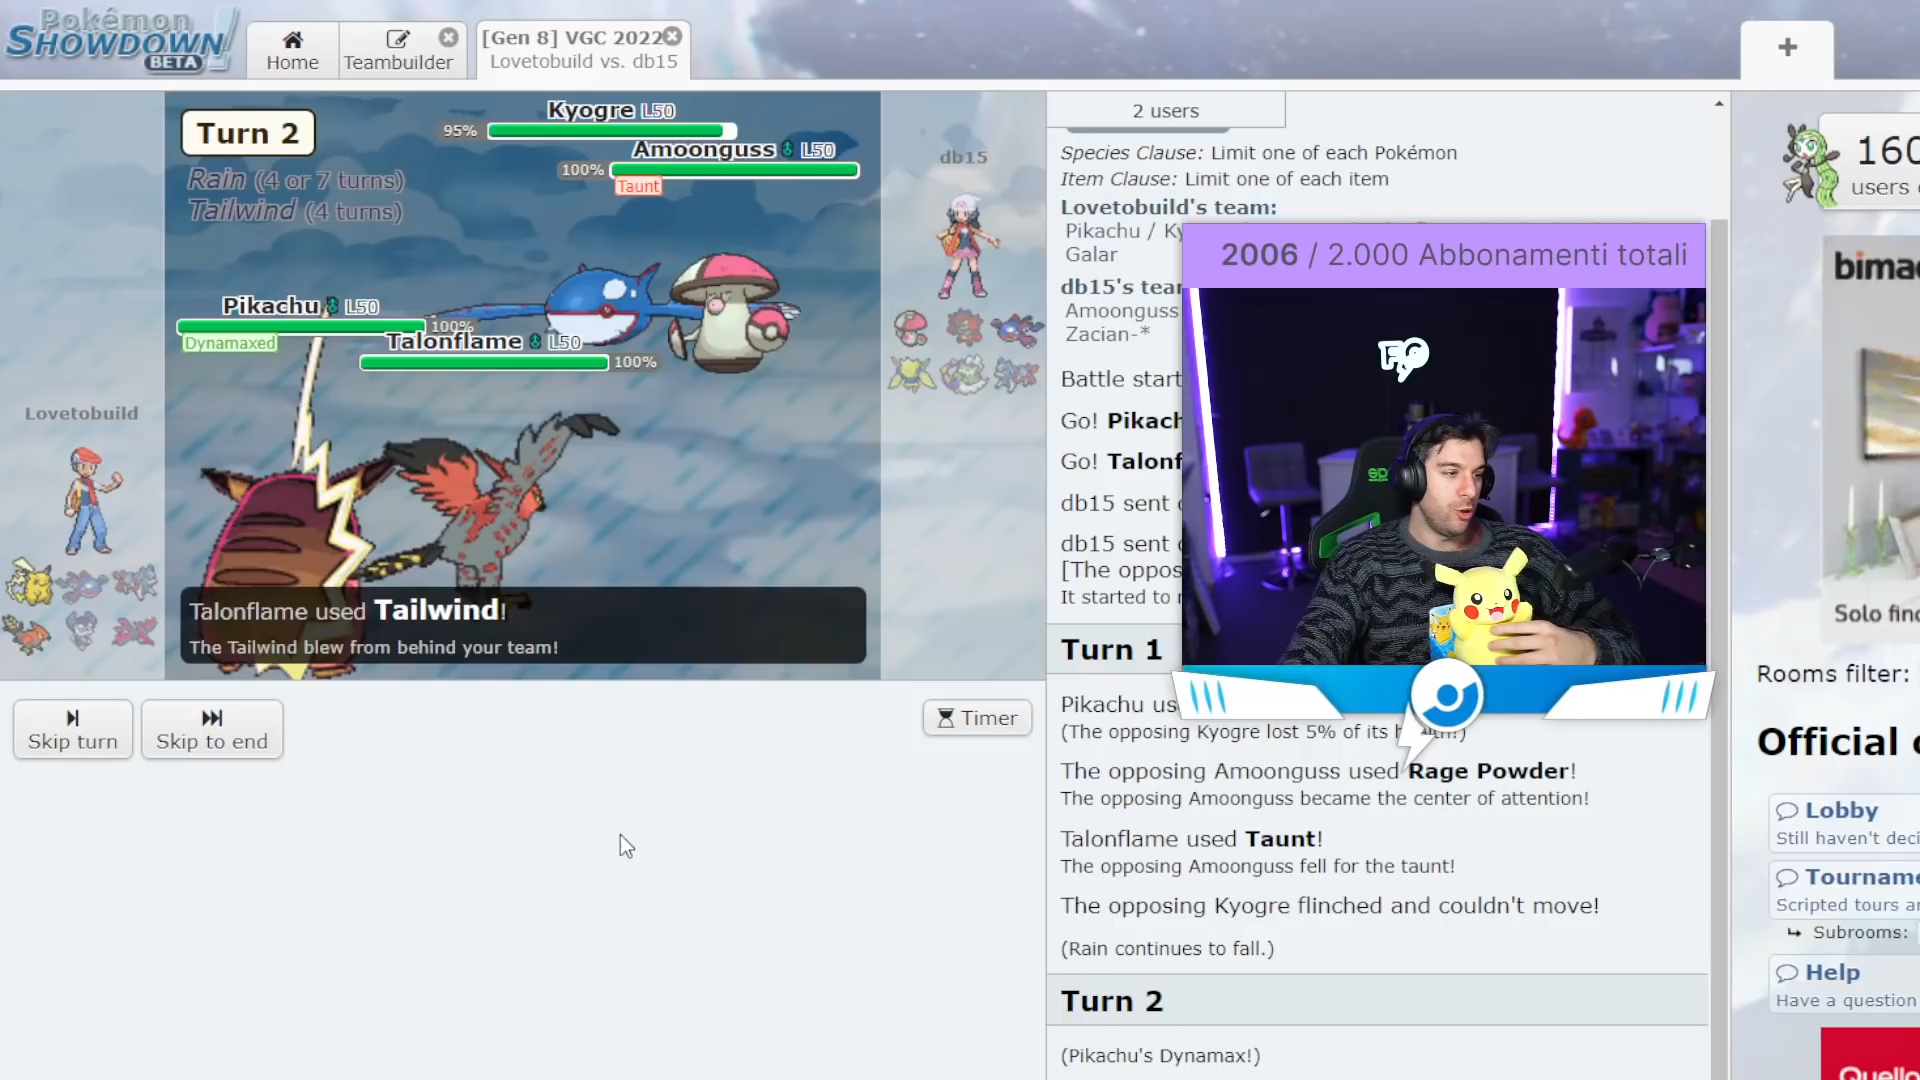 Pokémon
SHOWDOWN!
BETA
Home
Teambuilder
[Gen 8] VGC 2022
Lovetobuild vs. db15
+
Turn 2
Rain (4 or 7 turns)
Tailwind (4 turns)
Kyogre L50
95%
Amoonguss L50
100%
Taunt
Pikachu L50
100%
Dynamaxed
Talonflame L50
100%
Lovetobuild
db15
Talonflame used Tailwind!
The Tailwind blew from behind your team!
Skip turn
Skip to end
Timer
2 users
Species Clause: Limit one of each Pokémon
Item Clause: Limit one of each item
Lovetobuild's team:
Pikachu / Ky
Galar
db15's tea
Amoonguss
Zacian-*
Battle start
Go! Pikach
Go! Talonf
db15 sent
db15 sent
[The oppos
It started to
Turn 1
Pikachu us
(The opposing Kyogre lost 5% of its health!)
The opposing Amoonguss used Rage Powder!
The opposing Amoonguss became the center of attention!
Talonflame used Taunt!
The opposing Amoonguss fell for the taunt!
The opposing Kyogre flinched and couldn't move!
(Rain continues to fall.)
Turn 2
(Pikachu's Dynamax!)
2006 / 2.000 Abbonamenti totali
160
users
bima
Solo fin
Rooms filter:
Official
Lobby
Still haven't deci
Tourname
Scripted tours a
Subrooms:
Help
Have a question
Quello